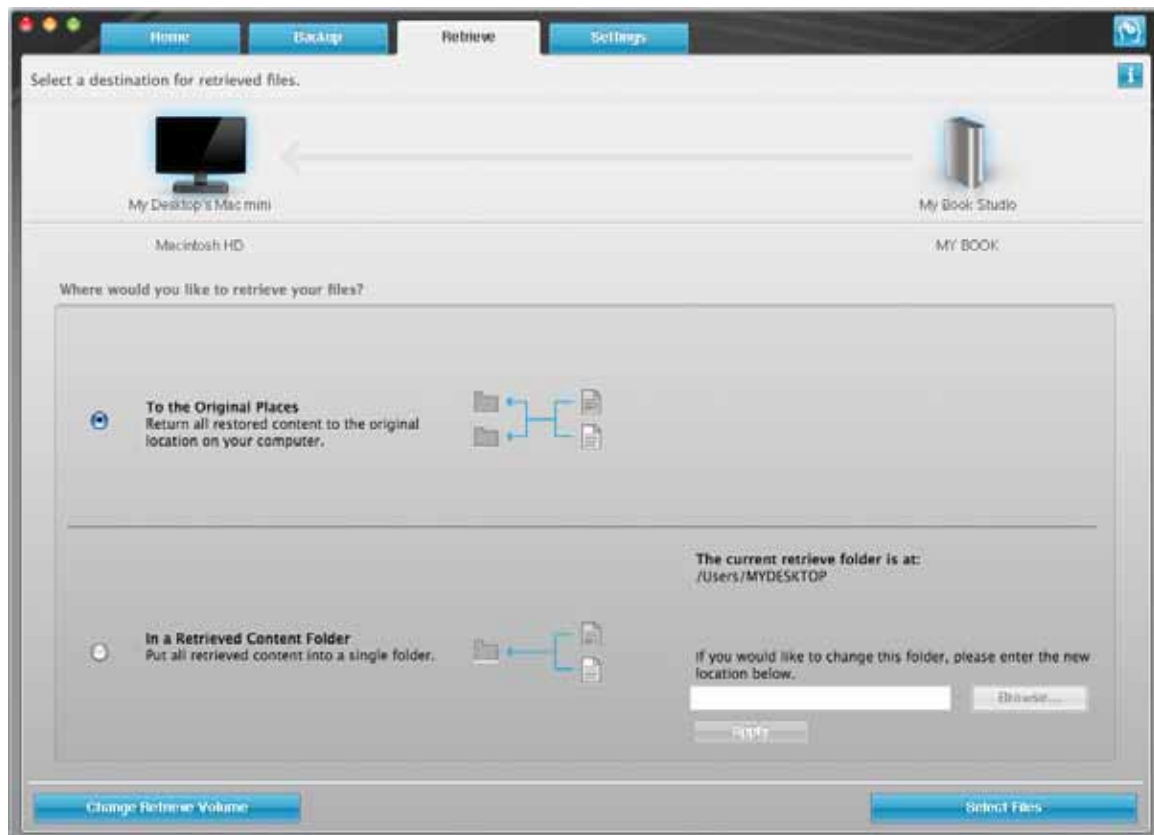 Home
Backup
Retrieve
Settings
Select a destination for retrieved files.
i
My Desktop's Mac mini
My Book Studio
Macintosh HD
MY BOOK
Where would you like to retrieve your files?
To the Original Places
Return all restored content to the original
location on your computer.
The current retrieve folder is at:
/Users/MYDESKTOP
In a Retrieved Content Folder
Put all retrieved content into a single folder.
If you would like to change this folder, please enter the new
location below.
Browse...
Apply
Change Retrieve Volume
Select Files